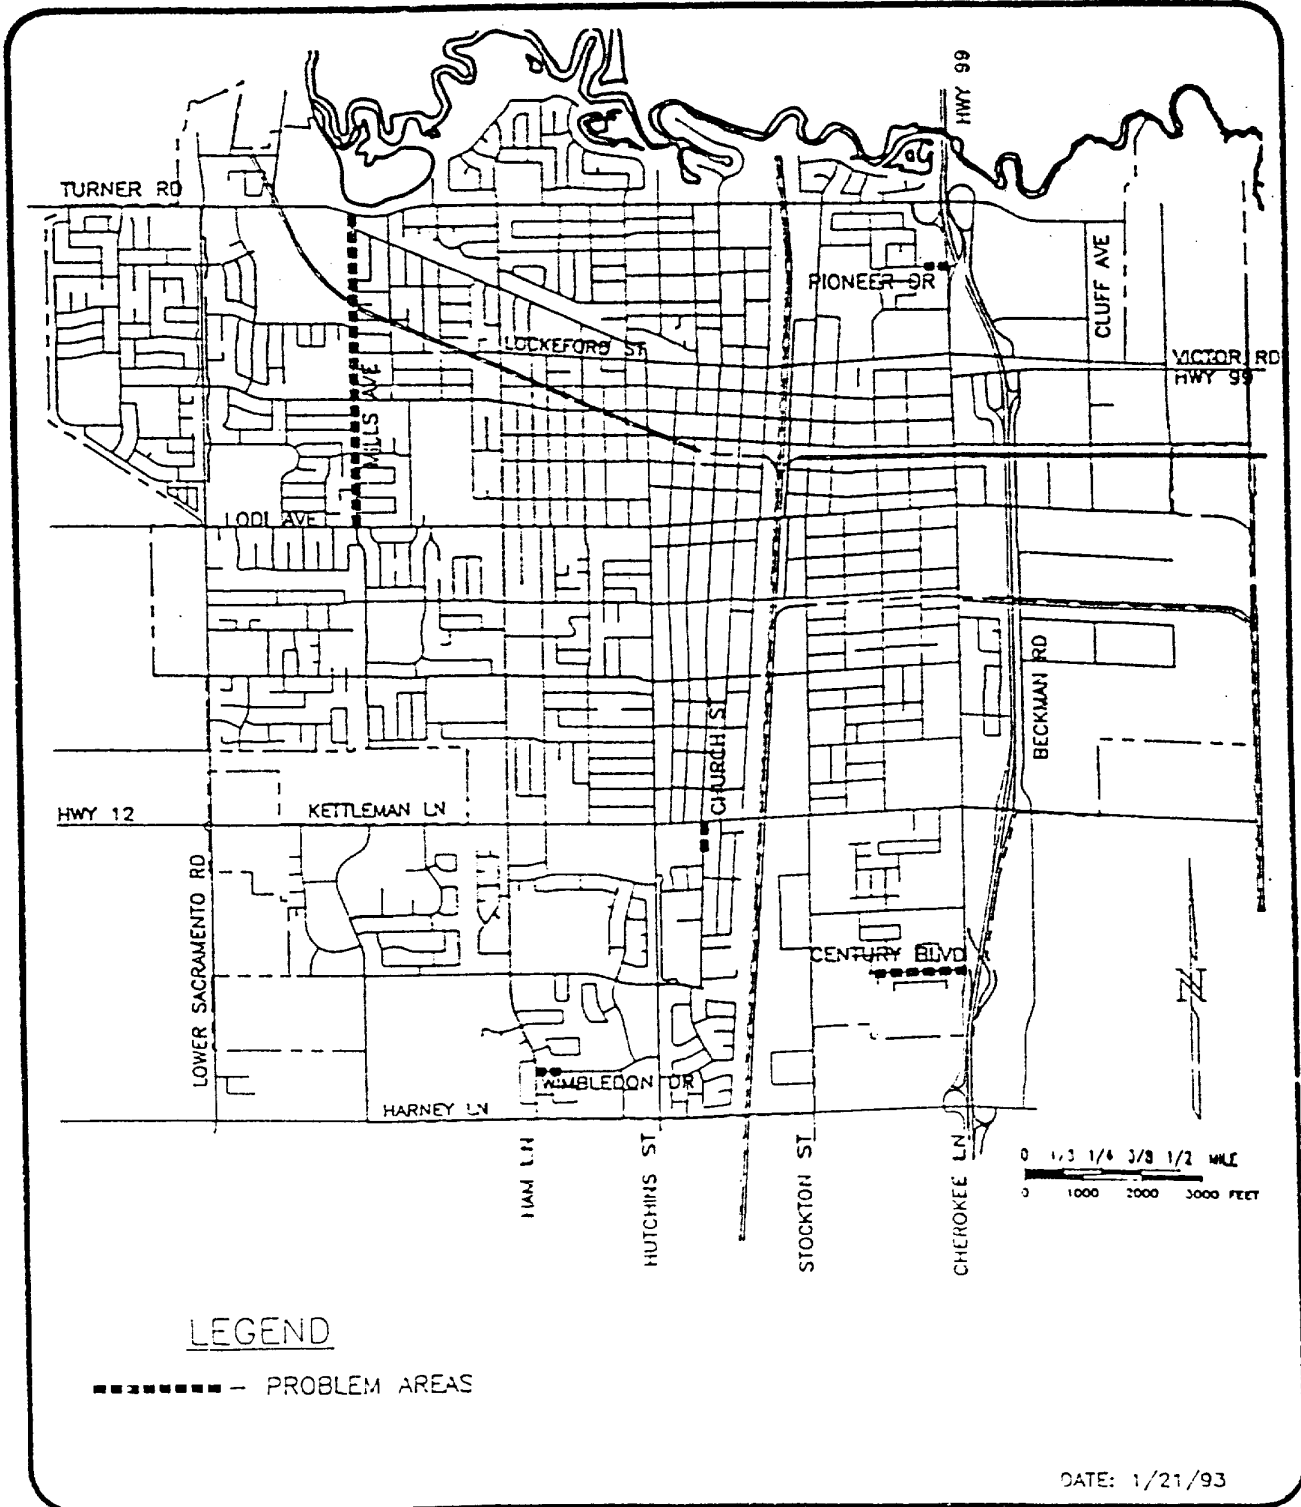 HWY 99
TURNER RD
CLUFF AVE
PIONEER DR
LOCKEFORD ST
VICTOR RD
HWY 99
MILLS AVE
LODI AVE
BECKMAN RD
CHURCH ST
HWY 12
KETTLEMAN LN
LOWER SACRAMENTO RD
CENTURY BLVD
WIMBLEDON DR
HARNEY LN
HAM LN
HUTCHINS ST
STOCKTON ST
CHEROKEE LN
N
0 1/3 1/4 3/8 1/2 MILE
0 1000 2000 3000 FEET
LEGEND
- PROBLEM AREAS
DATE: 1/21/93